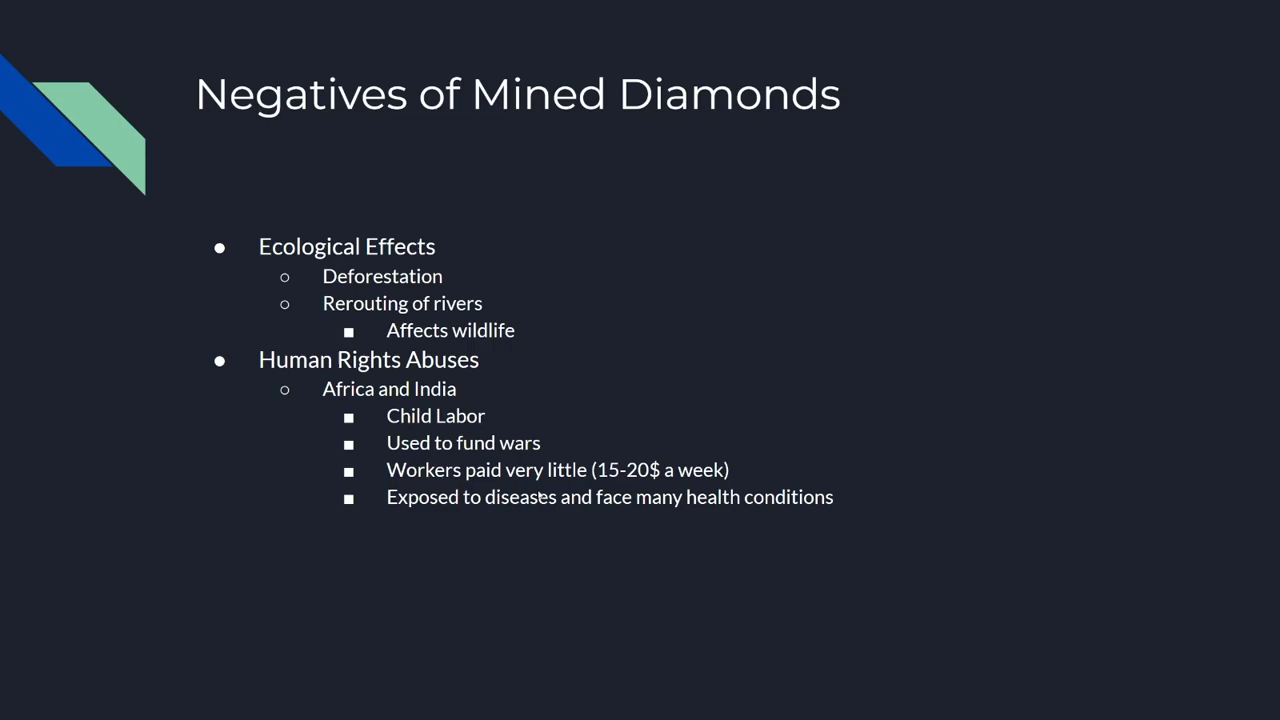 Negatives of Mined Diamonds
● Ecological Effects
○ Deforestation
○ Rerouting of rivers
■ Affects wildlife
● Human Rights Abuses
○ Africa and India
■ Child Labor
■ Used to fund wars
■ Workers paid very little (15-20$ a week)
■ Exposed to diseases and face many health conditions